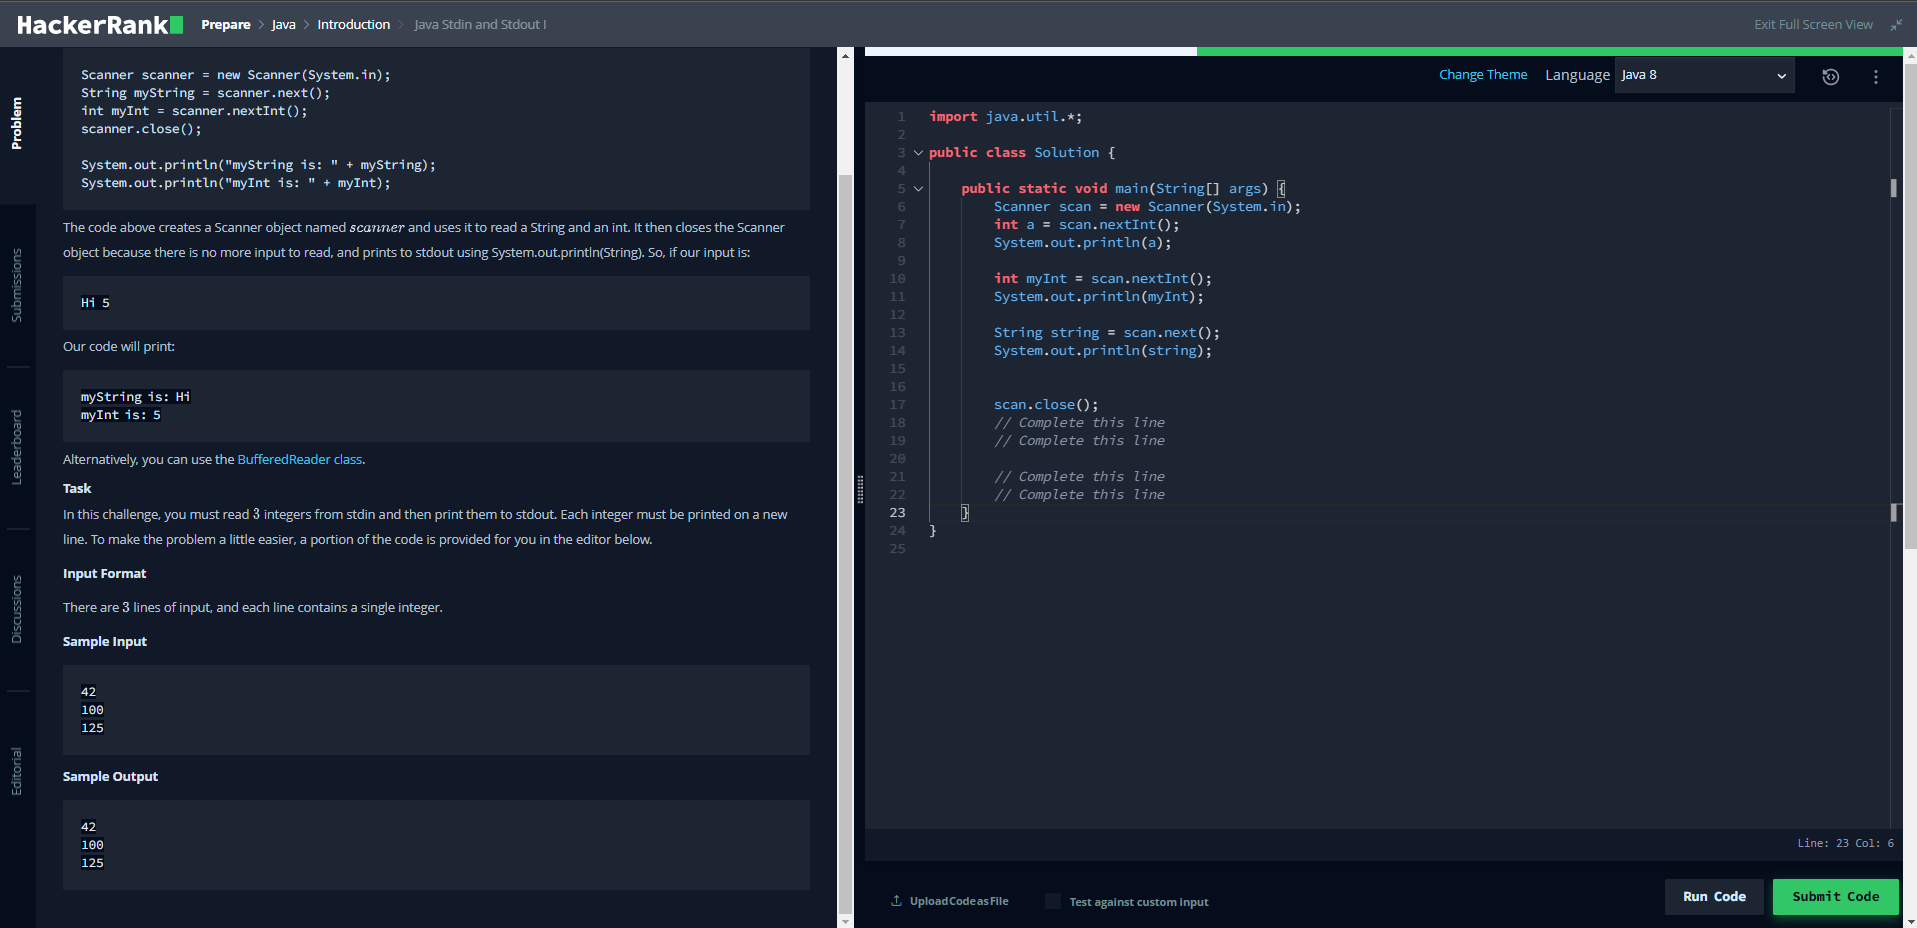 HackerRank
Prepare > Java > Introduction > Java Stdin and Stdout I
Exit Full Screen View
Problem
Submissions
Leaderboard
Discussions
Editorial
Scanner scanner = new Scanner(System.in);
String myString = scanner.next();
int myInt = scanner.nextInt();
scanner.close();
System.out.println("myString is: " + myString);
System.out.println("myInt is: " + myInt);
The code above creates a Scanner object named scanner and uses it to read a String and an int. It then closes the Scanner
object because there is no more input to read, and prints to stdout using System.out.println(String). So, if our input is:
Hi 5
Our code will print:
myString is: Hi
myInt is: 5
Alternatively, you can use the BufferedReader class.
Task
In this challenge, you must read 3 integers from stdin and then print them to stdout. Each integer must be printed on a new
line. To make the problem a little easier, a portion of the code is provided for you in the editor below.
Input Format
There are 3 lines of input, and each line contains a single integer.
Sample Input
42
100
125
Sample Output
42
100
125
Change Theme Language Java 8
1 import java.util.*;
2
3 public class Solution {
4
5 public static void main(String[] args) {
6 Scanner scan = new Scanner(System.in);
7 int a = scan.nextInt();
8 System.out.println(a);
9
10 int myInt = scan.nextInt();
11 System.out.println(myInt);
12
13 String string = scan.next();
14 System.out.println(string);
15
16
17 scan.close();
18 // Complete this line
19 // Complete this line
20
21 // Complete this line
22 // Complete this line
23 }
24 }
25
Line: 23 Col: 6
Upload Code as File
Test against custom input
Run Code
Submit Code